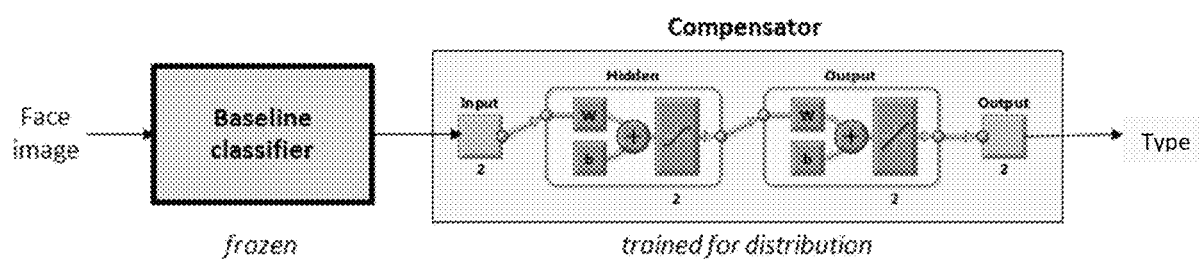 Compensator
Hidden
Output
Input
Output
Face
image
Baseline
classifier
W
b
+
W
b
+
Type
2
2
2
2
frozen
trained for distribution